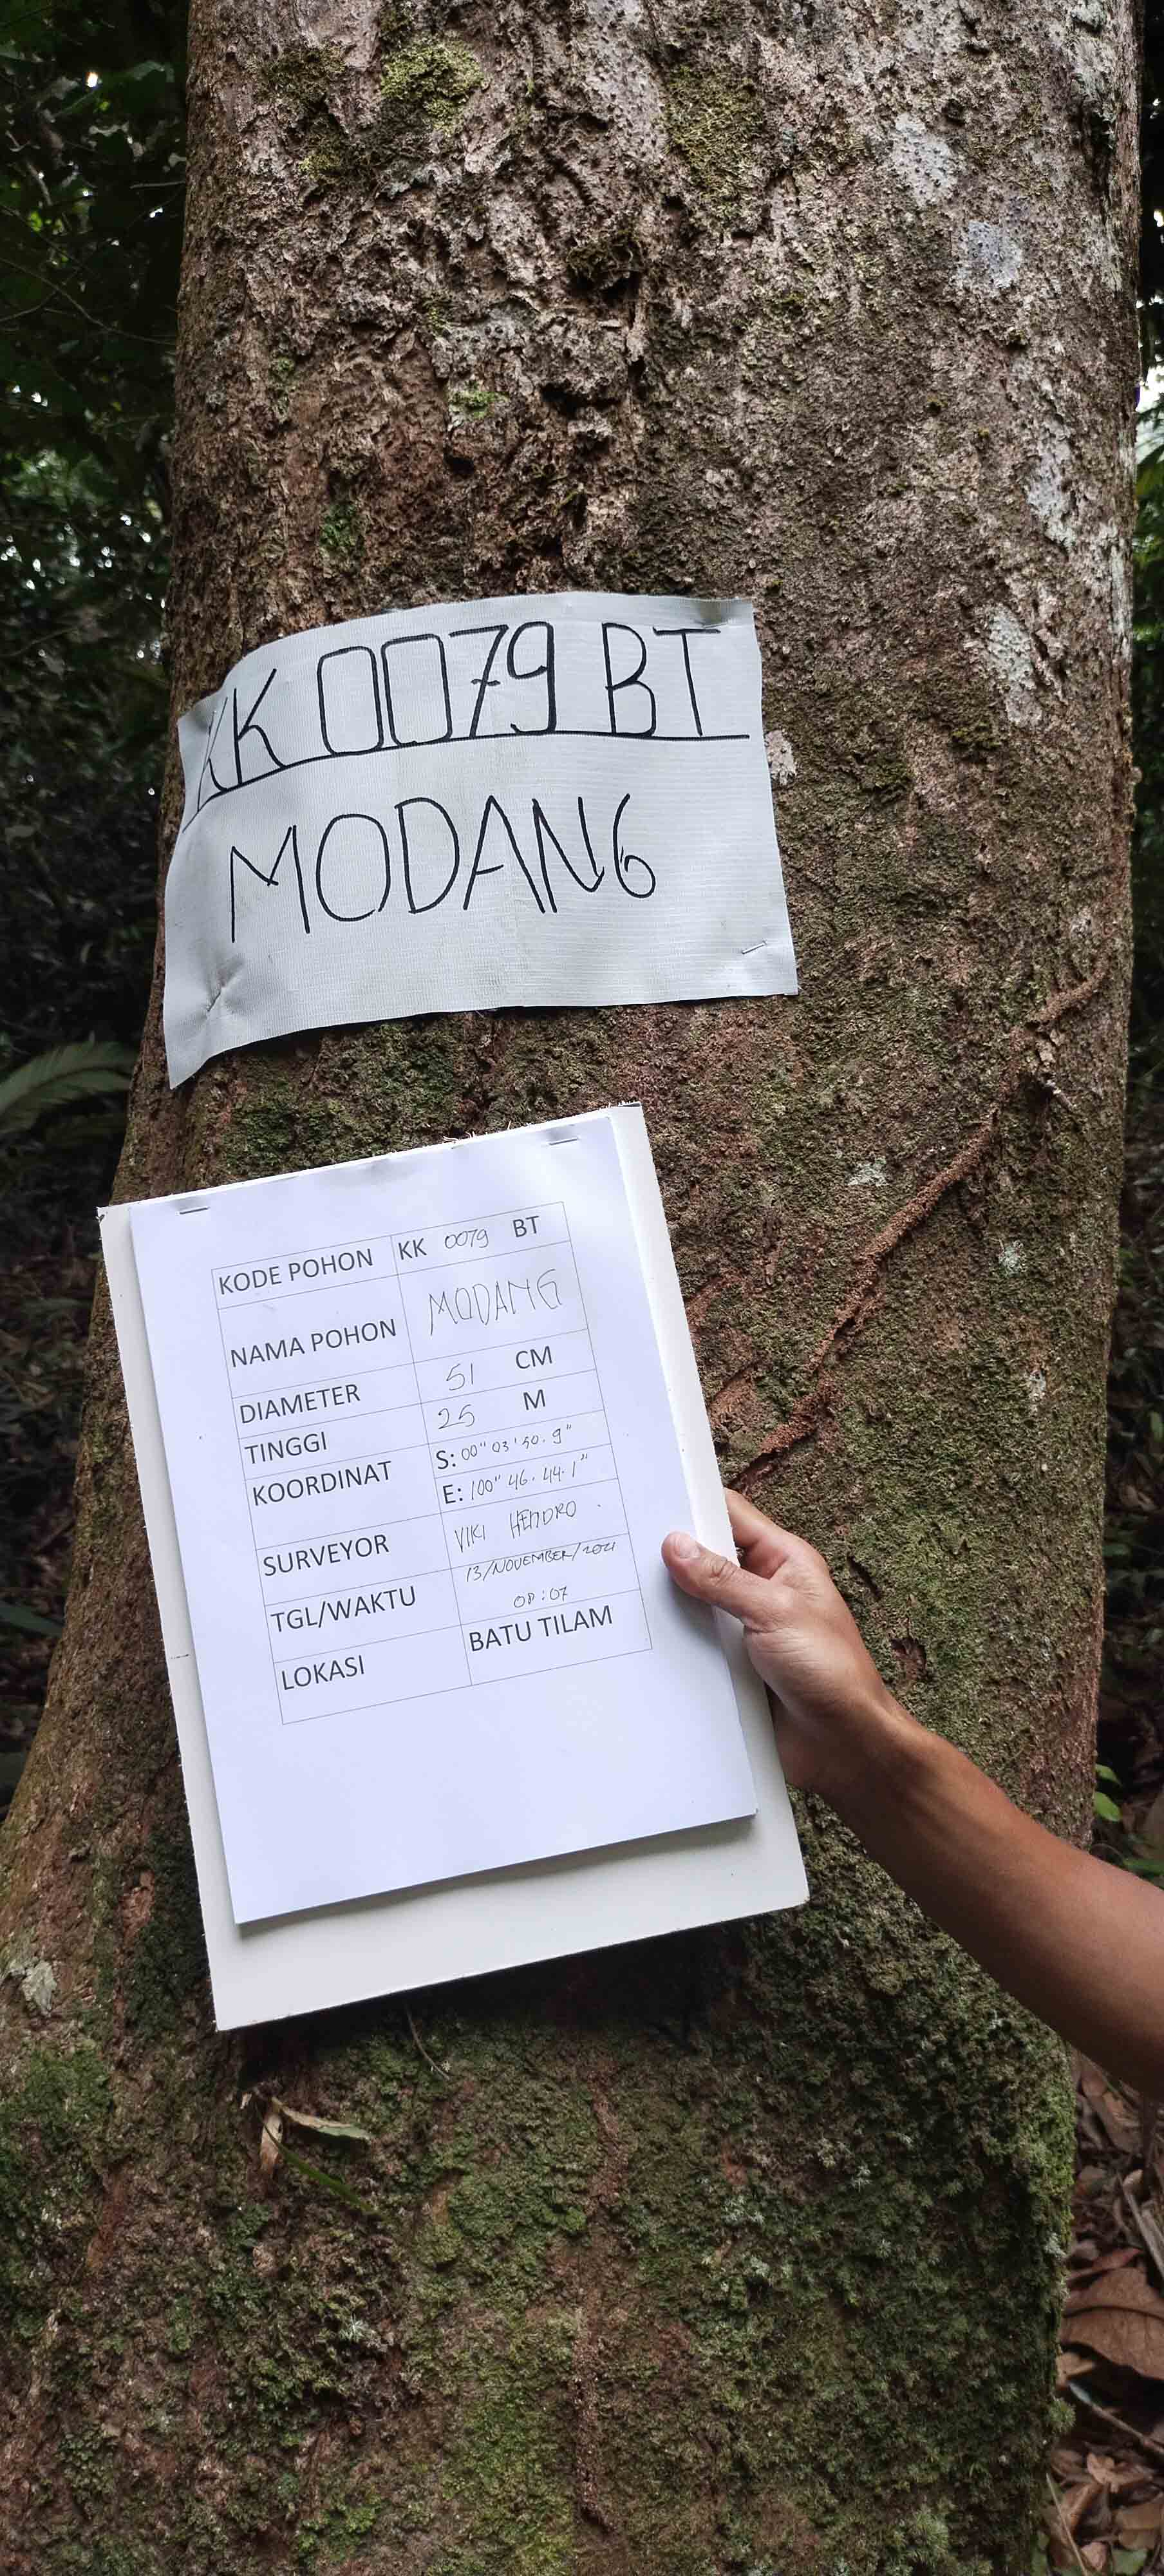 KK 0079 BT
MODANG
KODE POHON KK 0079 BT
NAMA POHON MODANG
DIAMETER 51 CM
TINGGI 25 M
KOORDINAT S: 00" 03' 50.9"
E: 100" 46. 44.1"
SURVEYOR VIKI HENDRO
TGL/WAKTU 13/NOVEMBER/2021
08:07
LOKASI BATU TILAM